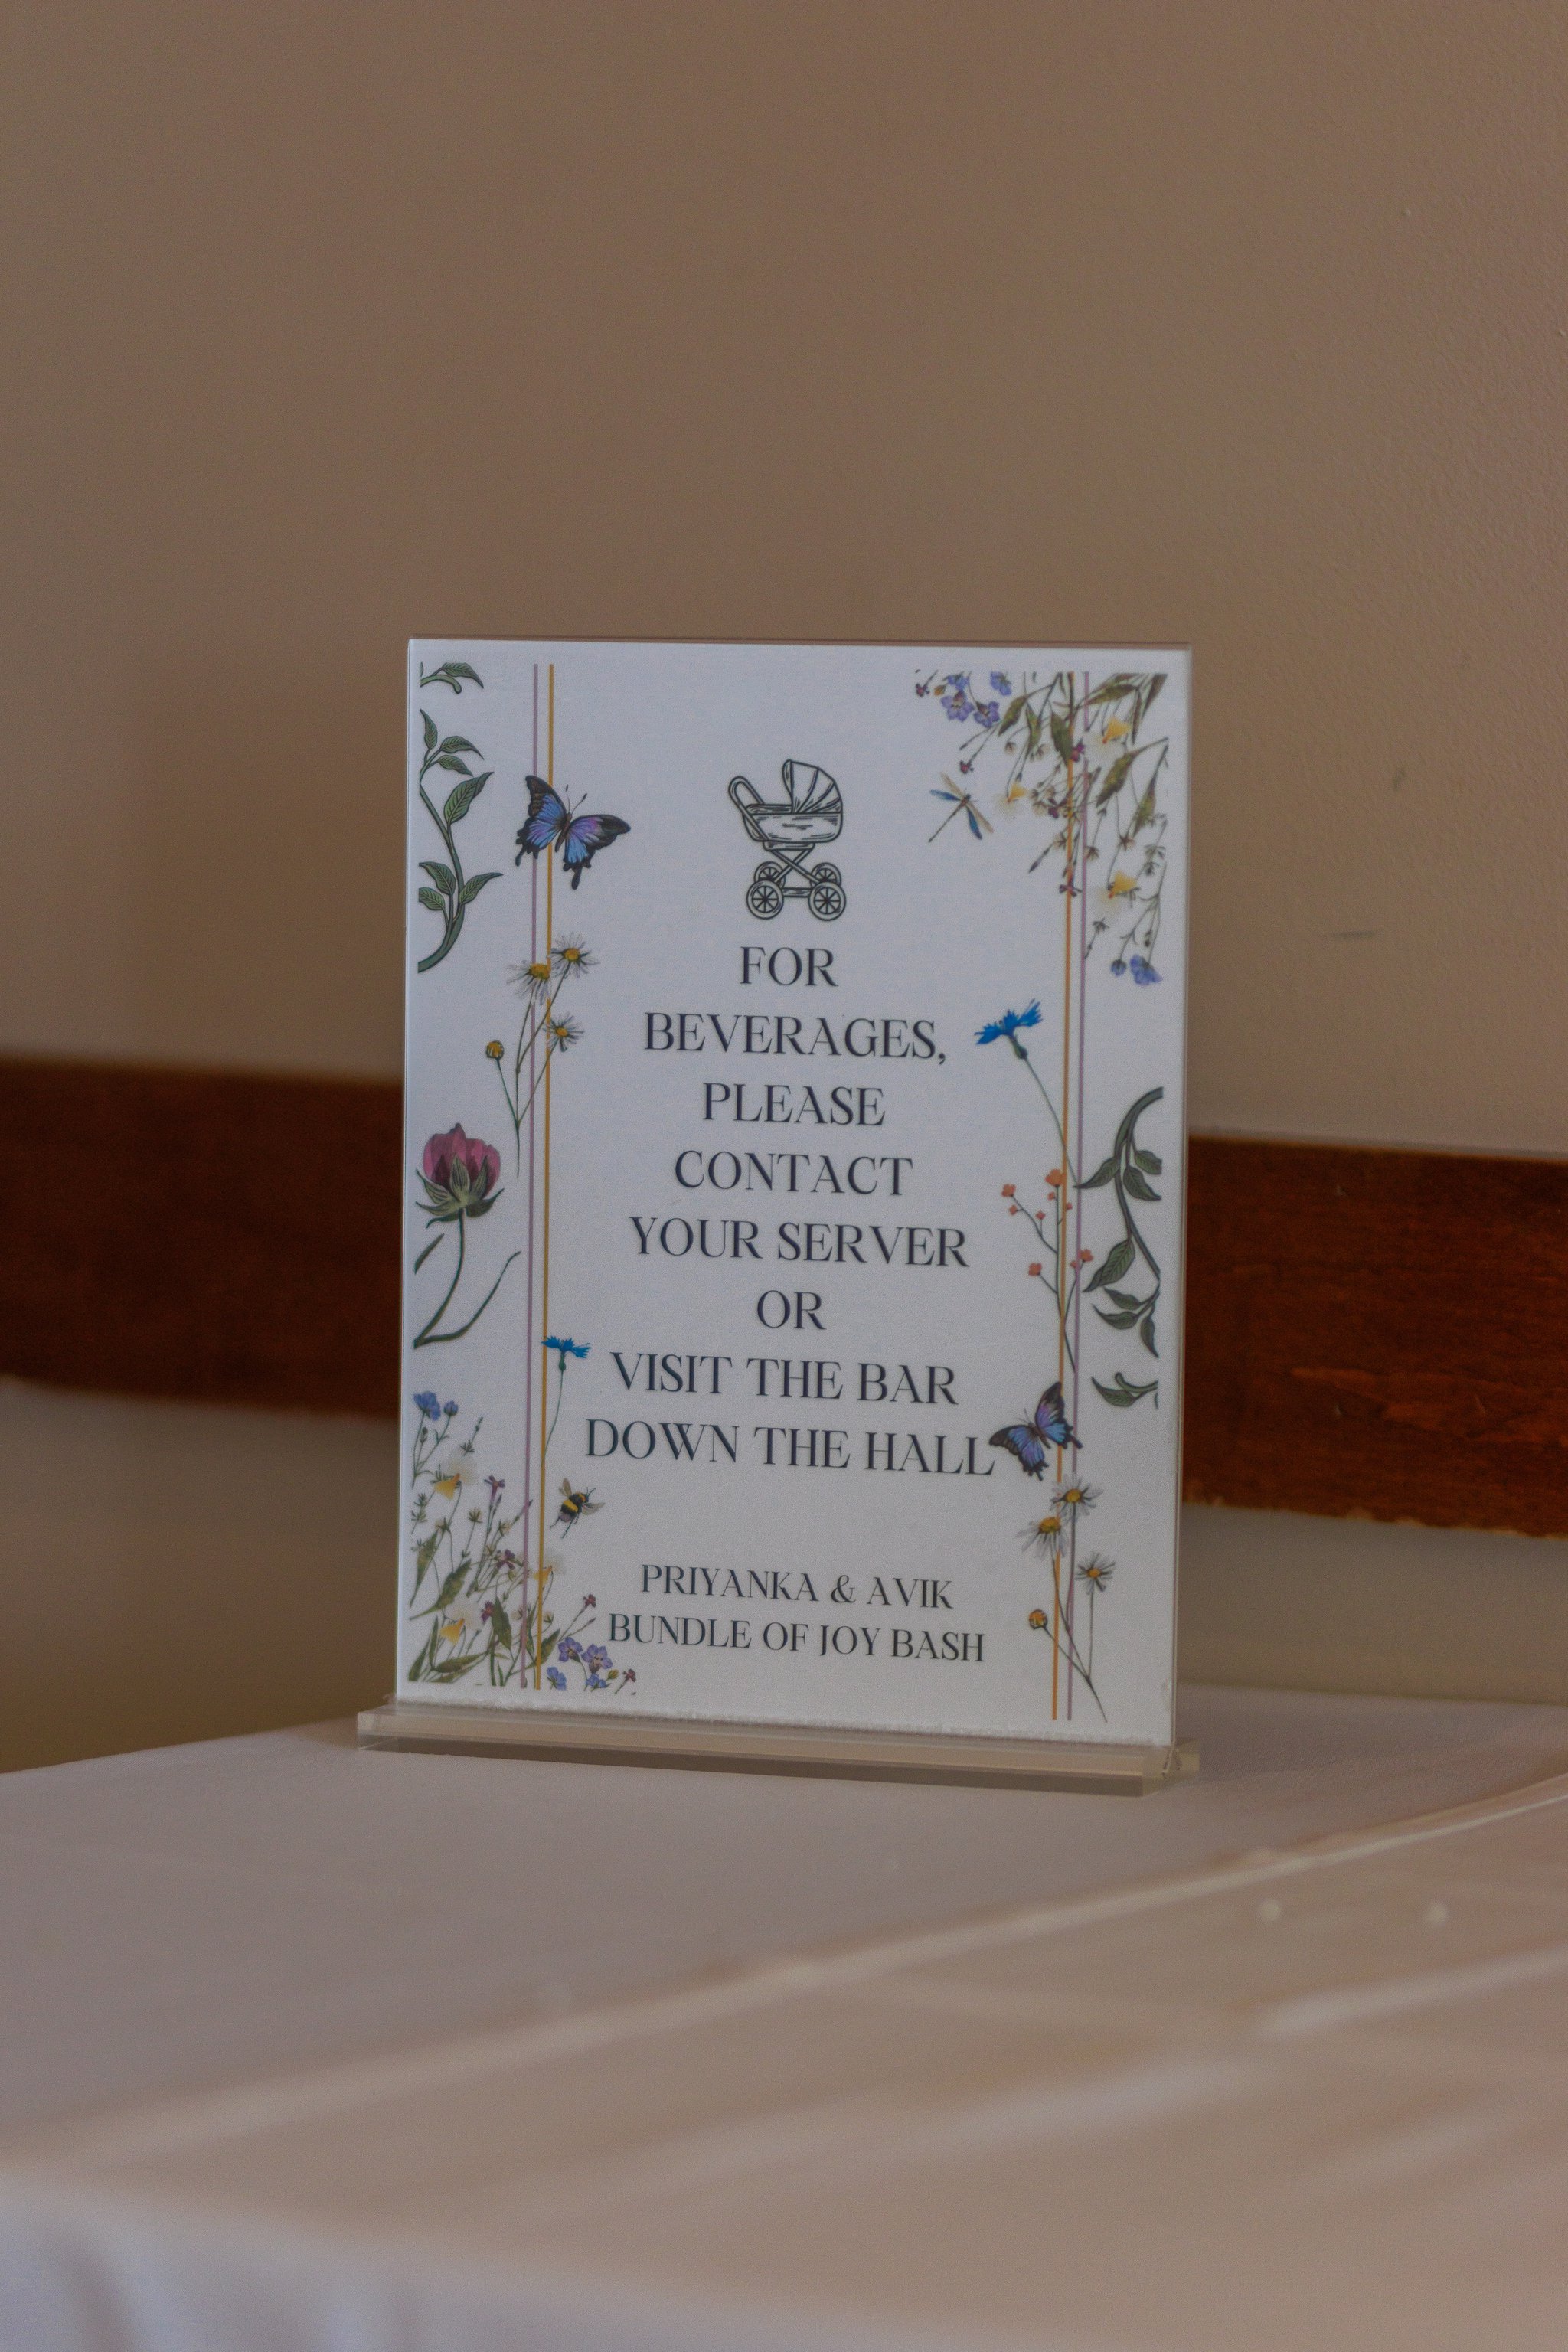 FOR
BEVERAGES,
PLEASE
CONTACT
YOUR SERVER
OR
VISIT THE BAR
DOWN THE HALL
PRIYANKA & AVIK
BUNDLE OF JOY BASH